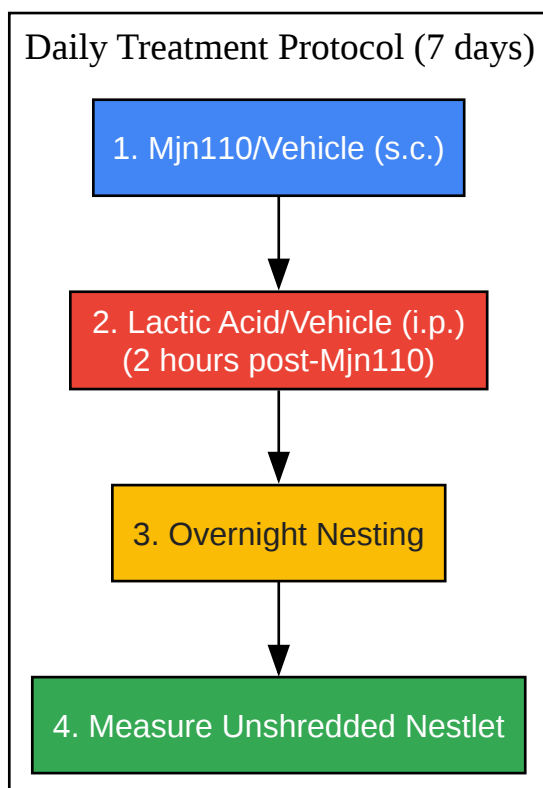 Daily Treatment Protocol (7 days)
1. Mjn110/Vehicle (s.c.)
2. Lactic Acid/Vehicle (i.p.)
(2 hours post-Mjn110)
3. Overnight Nesting
4. Measure Unshredded Nestlet